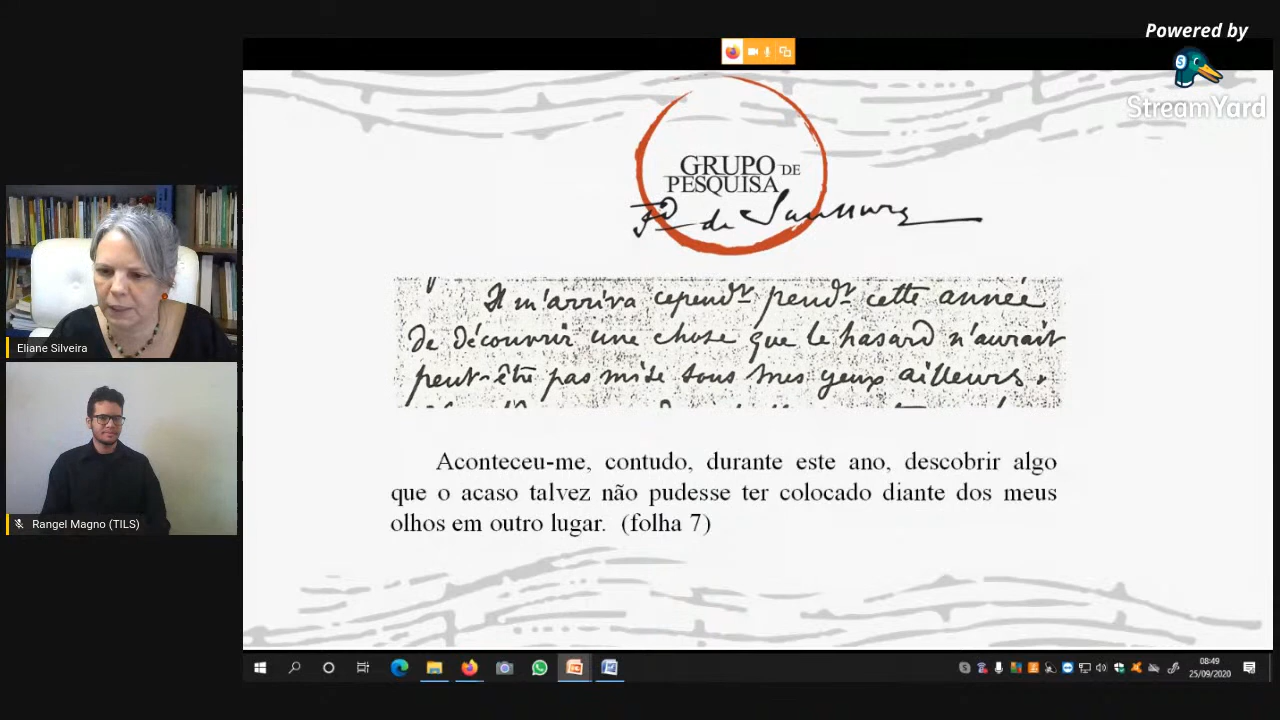 Powered by
StreamYard
GRUPO DE
PESQUISA
Fd de Saussure
Il m'arriva cependt pendt cette année
de découvrir une chose que le hasard n'aurait
peut-être pas mise sous mes yeux ailleurs.
Aconteceu-me, contudo, durante este ano, descobrir algo
que o acaso talvez não pudesse ter colocado diante dos meus
olhos em outro lugar. (folha 7)
Eliane Silveira
Rangel Magno (TILS)
08:49
25/09/2020